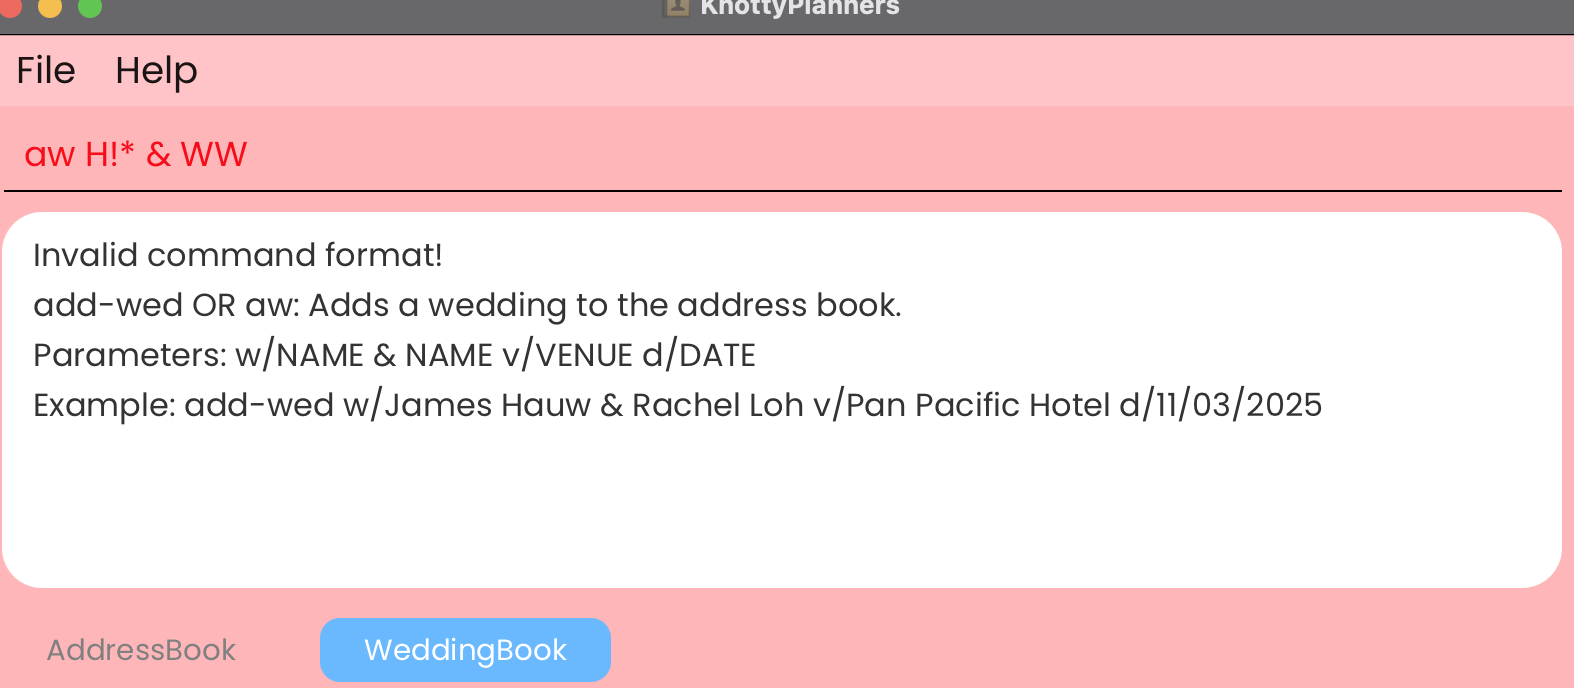 KnottyPlanners
File Help
aw H!* & WW
Invalid command format!
add-wed OR aw: Adds a wedding to the address book.
Parameters: w/NAME & NAME v/VENUE d/DATE
Example: add-wed w/James Hauw & Rachel Loh v/Pan Pacific Hotel d/11/03/2025
AddressBook WeddingBook